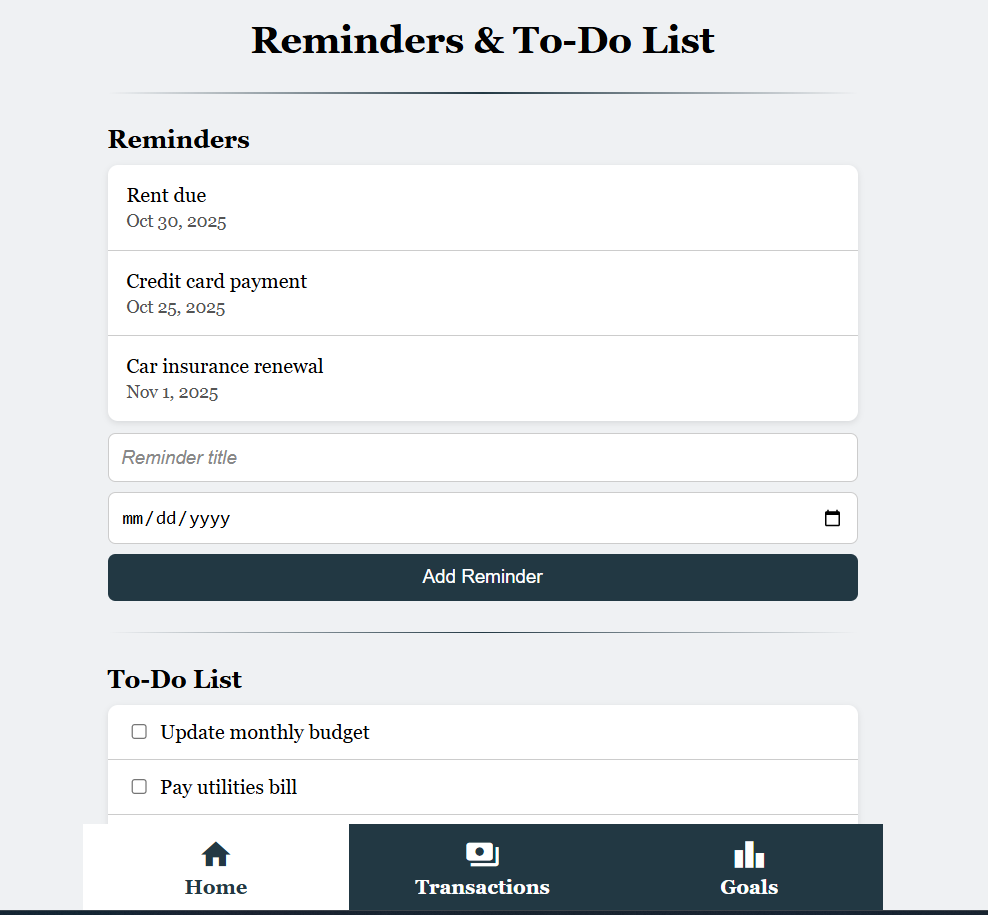 Reminders & To-Do List
Reminders
Rent due
Oct 30, 2025
Credit card payment
Oct 25, 2025
Car insurance renewal
Nov 1, 2025
Reminder title
mm/dd/yyyy
Add Reminder
To-Do List
Update monthly budget
Pay utilities bill
Home
Transactions
Goals